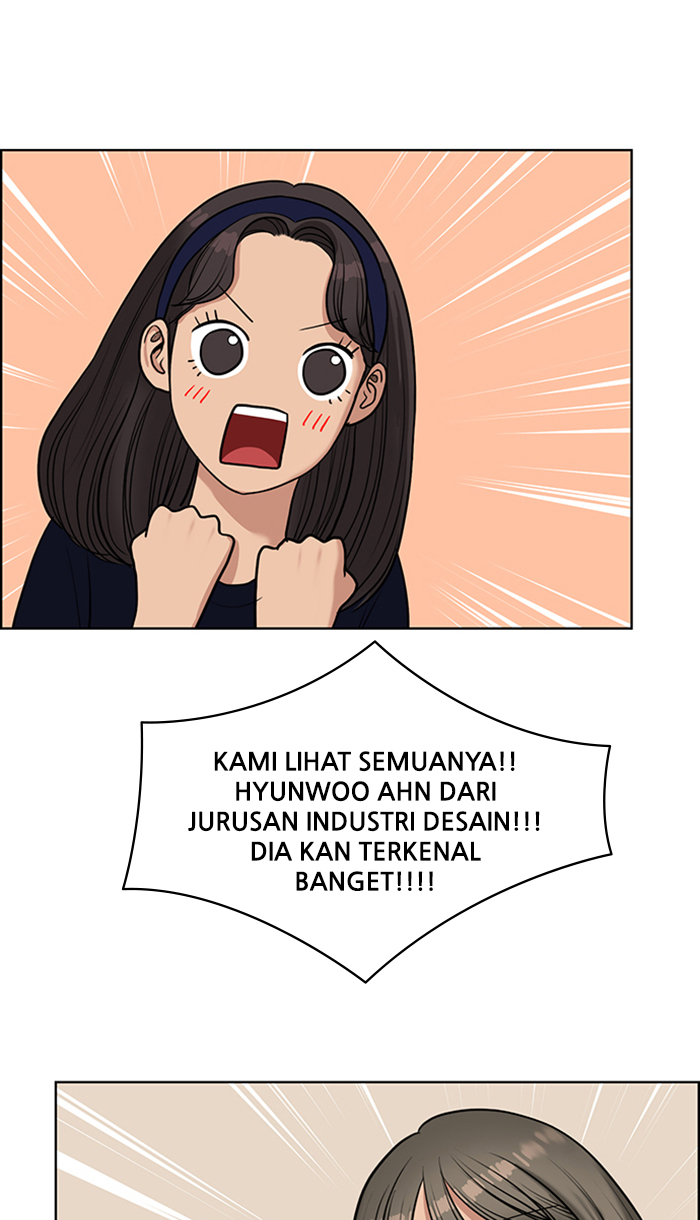 KAMI LIHAT SEMUANYA!!
HYUNWOO AHN DARI
JURUSAN INDUSTRI DESAIN!!!
DIA KAN TERKENAL
BANGET!!!!